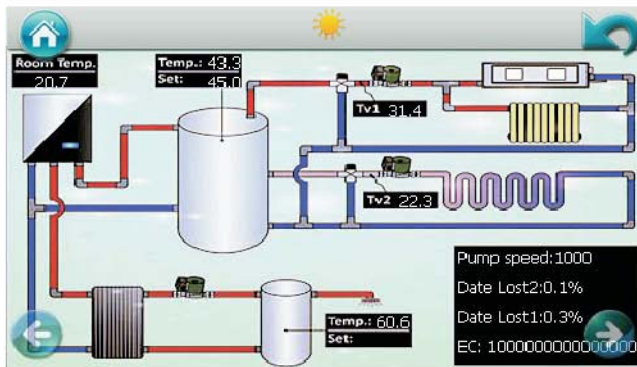 Room Temp.
20.7
Temp.: 43.3
Set: 45.0
Tv1 31.4
Tv2 22.3
Temp.: 60.6
Set:
Pump speed:1000
Date Lost2:0.1%
Date Lost1:0.3%
EC: 1000000000000000